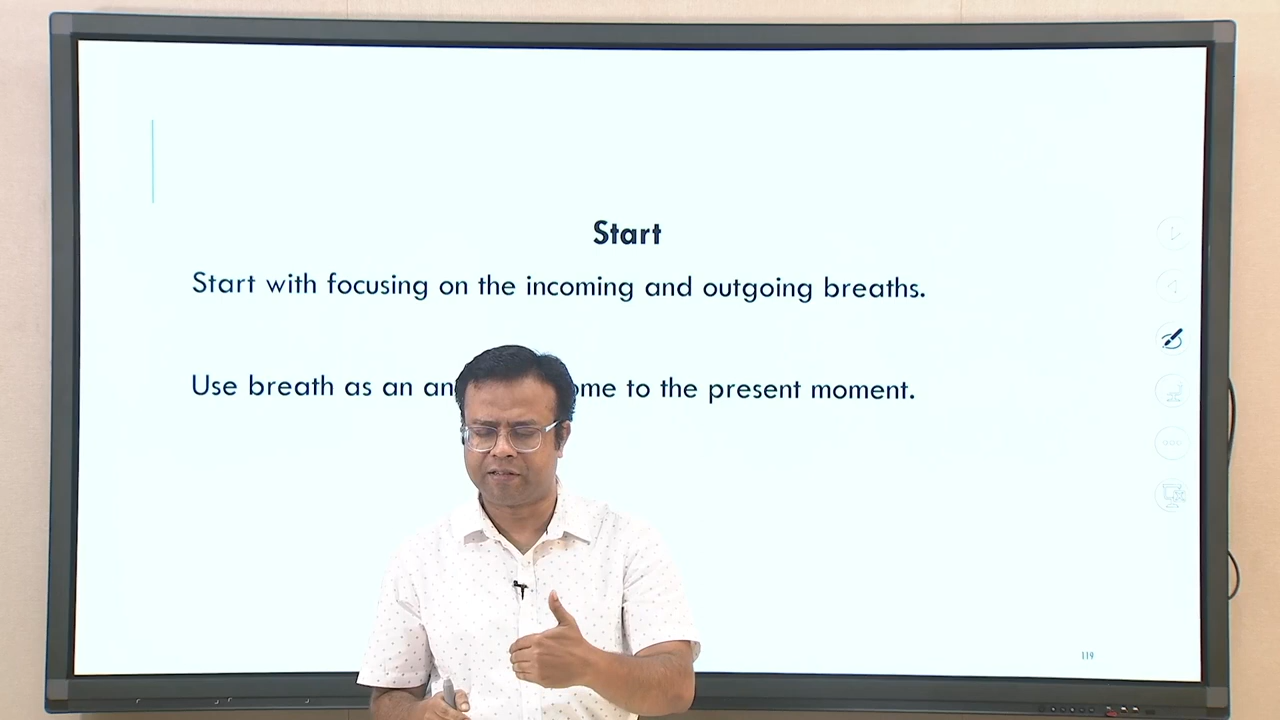 Start
Start with focusing on the incoming and outgoing breaths.
Use breath as an to the present moment.
119